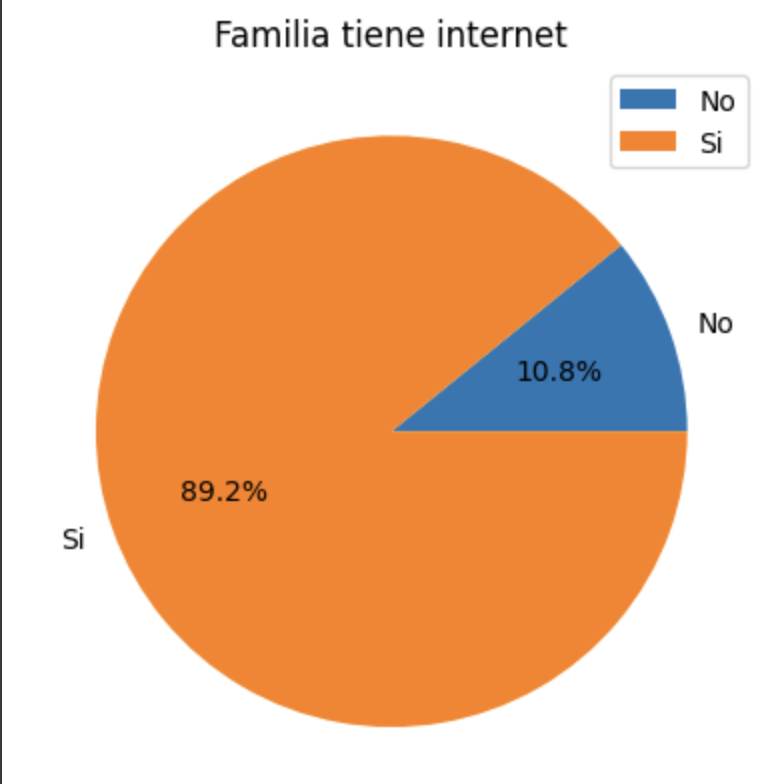 Familia tiene internet
No
Si
No
10.8%
89.2%
Si